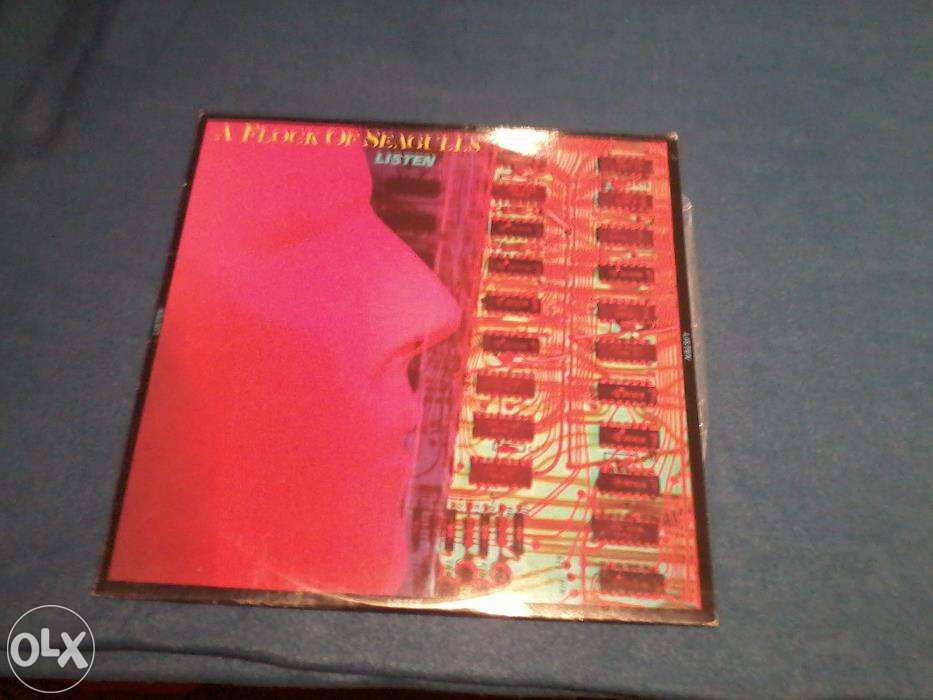 A FLOCK OF SEAGULLS
LISTEN
OLX